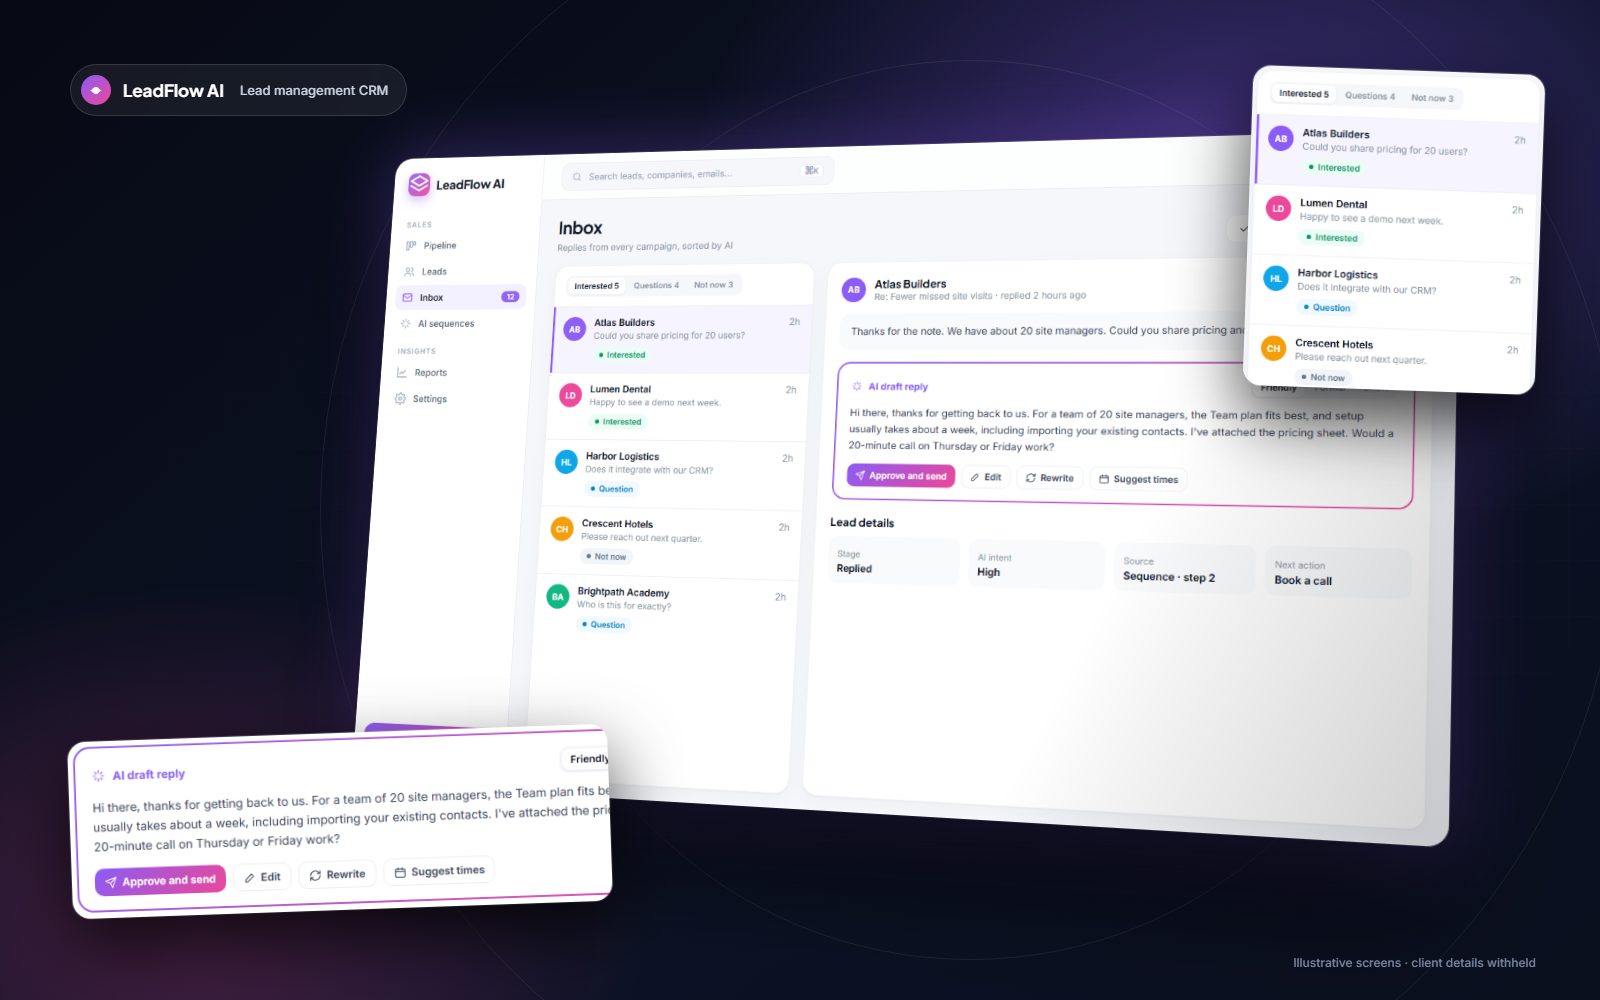 LeadFlow AI Lead management CRM
LeadFlow AI
Search leads, companies, emails... ⌘K
SALES
Pipeline
Leads
Inbox 12
AI sequences
INSIGHTS
Reports
Settings
Inbox
Replies from every campaign, sorted by AI
Interested 5 Questions 4 Not now 3
AB Atlas Builders 2h
Could you share pricing for 20 users?
Interested
LD Lumen Dental 2h
Happy to see a demo next week.
Interested
HL Harbor Logistics 2h
Does it integrate with our CRM?
Question
CH Crescent Hotels 2h
Please reach out next quarter.
Not now
BA Brightpath Academy 2h
Who is this for exactly?
Question
AB Atlas Builders
Re: Fewer missed site visits · replied 2 hours ago
Thanks for the note. We have about 20 site managers. Could you share pricing and
AI draft reply
Friendly
Hi there, thanks for getting back to us. For a team of 20 site managers, the Team plan fits best, and setup
usually takes about a week, including importing your existing contacts. I've attached the pricing sheet. Would a
20-minute call on Thursday or Friday work?
Approve and send Edit Rewrite Suggest times
Lead details
Stage
Replied
AI intent
High
Source
Sequence · step 2
Next action
Book a call
Interested 5 Questions 4 Not now 3
AB Atlas Builders 2h
Could you share pricing for 20 users?
Interested
LD Lumen Dental 2h
Happy to see a demo next week.
Interested
HL Harbor Logistics 2h
Does it integrate with our CRM?
Question
CH Crescent Hotels 2h
Please reach out next quarter.
Not now
AI draft reply Friendly
Hi there, thanks for getting back to us. For a team of 20 site managers, the Team plan fits be
usually takes about a week, including importing your existing contacts. I've attached the pric
20-minute call on Thursday or Friday work?
Approve and send Edit Rewrite Suggest times
Illustrative screens · client details withheld